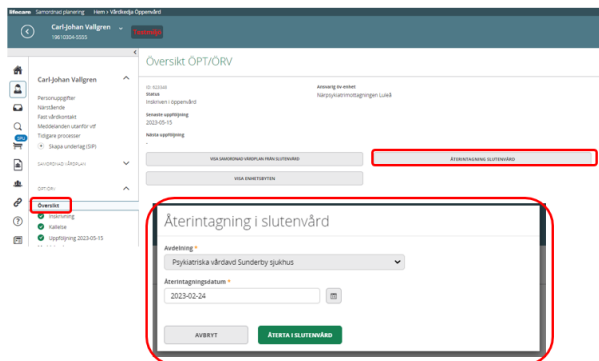 lifecare Samordnad planering Hem > Vårdkedja Öppenvård
Carl-Johan Vallgren
19610304-5555
Översikt ÖPT/ÖRV
Carl-Johan Vallgren
Personuppgifter
Närstående
Fast vårdkontakt
Meddelanden utanför vtf
Tidigare processer
Skapa underlag (SIP)
SAMORDNAD VÅRDPLAN
ÖPT/ÖRV
Översikt
Inskrivning
Kallelse
Uppföljning 2023-05-15
Status
Inskriven i öppenvård
Senaste uppföljning
2023-05-15
Nästa uppföljning
-
Ansvarig öv-enhet
Närpsykiatrimottagningen Luleå
VISA SAMORDNAD VÅRDPLAN FRÅN SLUTENVÅRD
ÅTERINTAGNING SLUTENVÅRD
VISA ENHETSBYTEN
Återintagning i slutenvård
Avdelning *
Psykiatriska vårdavd Sunderby sjukhus
Återintagningsdatum *
2023-02-24
AVBRYT
ÅTERTA I SLUTENVÅRD